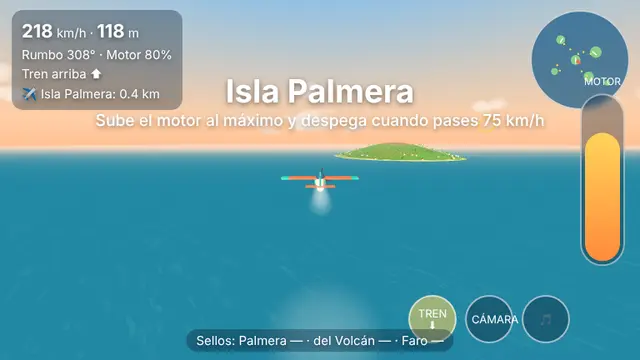 218 km/h · 118 m
Rumbo 308° · Motor 80%
Tren arriba ⬆
✈️ Isla Palmera: 0.4 km
MOTOR
Isla Palmera
Sube el motor al máximo y despega cuando pases 75 km/h
TREN
⬇
CÁMARA
🎵
Sellos: Palmera — · del Volcán — · Faro —